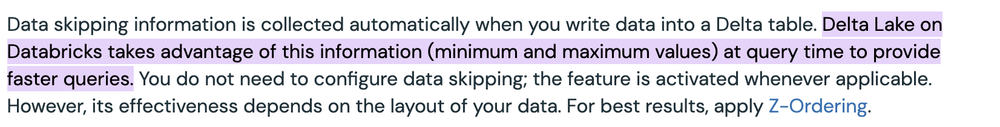 Data skipping information is collected automatically when you write data into a Delta table. Delta Lake on
Databricks takes advantage of this information (minimum and maximum values) at query time to provide
faster queries. You do not need to configure data skipping; the feature is activated whenever applicable.
However, its effectiveness depends on the layout of your data. For best results, apply Z-Ordering.